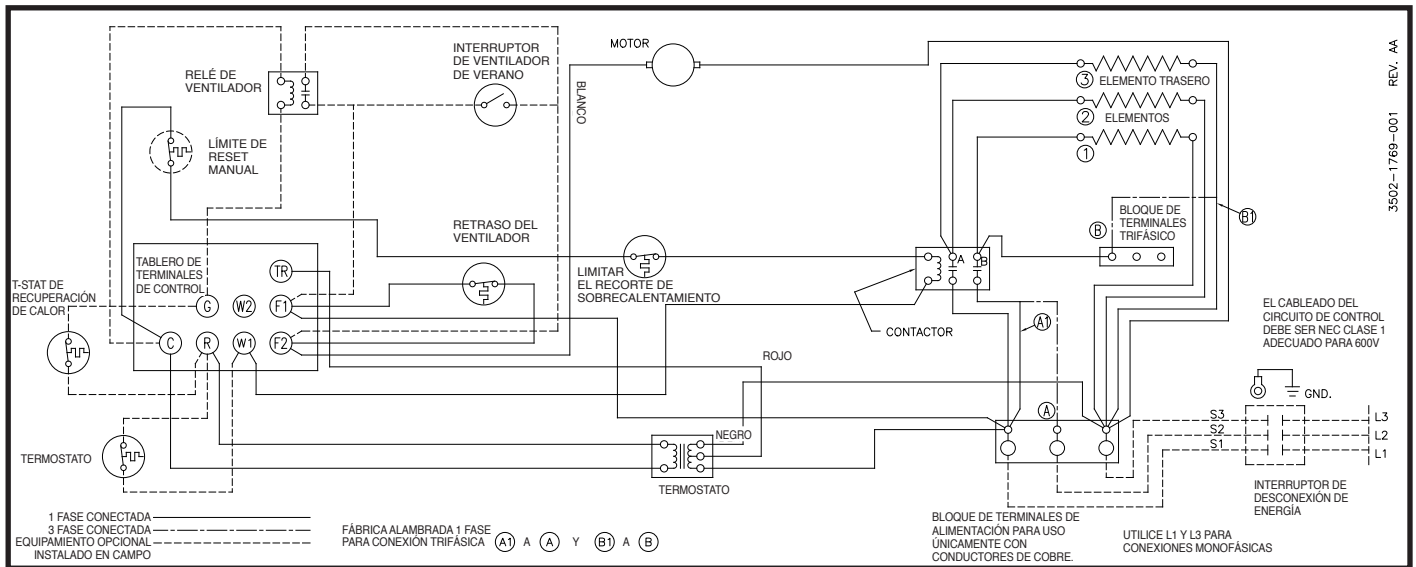 INTERRUPTOR
DE VENTILADOR
DE VERANO
MOTOR
RELÉ DE
VENTILADOR
BLANCO
3 ELEMENTO TRASERO
2 ELEMENTOS
1
3502-1769-001 REV. AA
LÍMITE DE
RESET
MANUAL
RETRASO DEL
VENTILADOR
BLOQUE DE
TERMINALES
TRIFÁSICO
B
B1
TABLERO DE
TERMINALES
DE CONTROL
TR
G
W2
F1
C
R
W1
F2
T-STAT DE
RECUPERACIÓN
DE CALOR
LIMITAR
EL RECORTE DE
SOBRECALENTAMIENTO
A
B
CONTACTOR
A1
EL CABLEADO DEL
CIRCUITO DE CONTROL
DEBE SER NEC CLASE 1
ADECUADO PARA 600V
ROJO
NEGRO
A
GND.
S3
S2
S1
L3
L2
L1
TERMOSTATO
TERMOSTATO
INTERRUPTOR DE
DESCONEXIÓN DE
ENERGÍA
1 FASE CONECTADA
3 FASE CONECTADA
EQUIPAMIENTO OPCIONAL
INSTALADO EN CAMPO
FÁBRICA ALAMBRADA 1 FASE
PARA CONEXIÓN TRIFÁSICA A1 A A Y B1 A B
BLOQUE DE TERMINALES DE
ALIMENTACIÓN PARA USO
ÚNICAMENTE CON
CONDUCTORES DE COBRE.
UTILICE L1 Y L3 PARA
CONEXIONES MONOFÁSICAS